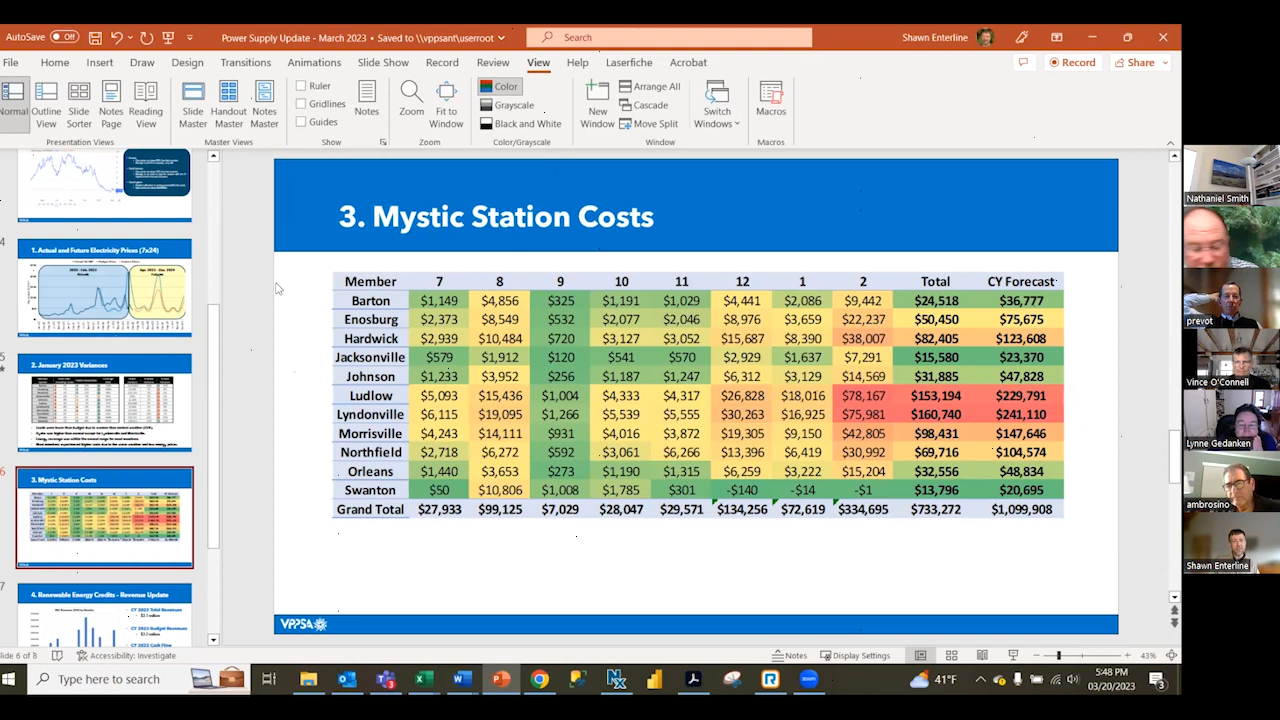 AutoSave Off Power Supply Update - March 2023 • Saved to \\vppsant\userroot Search Shawn Enterline
File Home Insert Draw Design Transitions Animations Slide Show Record Review View Help Laserfiche Acrobat Record Share
Normal Outline View Slide Sorter Notes Page Reading View Slide Master Handout Master Notes Master Ruler Gridlines Guides Notes Zoom Fit to Window Color Grayscale Black and White New Window Arrange All Cascade Move Split Switch Windows Macros
Presentation Views Master Views Show Zoom Color/Grayscale Window Macros
4
1. Actual and Future Electricity Prices (7x24)
5
2. January 2023 Variances
6
3. Mystic Station Costs
7
4. Renewable Energy Credits - Revenue Update
3. Mystic Station Costs
Member 7 8 9 10 11 12 1 2 Total CY Forecast
Barton $1,149 $4,856 $325 $1,191 $1,029 $4,441 $2,086 $9,442 $24,518 $36,777
Enosburg $2,373 $8,549 $532 $2,077 $2,046 $8,976 $3,659 $22,237 $50,450 $75,675
Hardwick $2,939 $10,484 $720 $3,127 $3,052 $15,687 $8,390 $38,007 $82,405 $123,608
Jacksonville $579 $1,912 $120 $541 $570 $2,929 $1,637 $7,291 $15,580 $23,370
Johnson $1,233 $3,952 $256 $1,187 $1,247 $3,129 $31,885 $47,828
Ludlow $5,093 $15,436 $1,004 $4,333 $4,317 $26,828 $18,016 $78,167 $153,194 $229,791
Lyndonville $6,115 $19,095 $1,266 $5,539 $5,555 $30,263 $75,981 $160,740 $241,110
Morrisville $4,243 $4,016 $3,872 $42,805 $98,431 $147,646
Northfield $2,718 $6,272 $592 $3,061 $6,266 $13,396 $6,419 $30,992 $69,716 $104,574
Orleans $1,440 $3,653 $273 $1,190 $1,315 $6,259 $3,222 $15,204 $32,556 $48,834
Swanton $50 $1,785 $301 -$140 -$14 -$1 $13,796 $20,695
Grand Total $27,933 $28,047 $29,571 $134,256 $72,619 $334,695 $733,272 $1,099,908
VPPSA
Nathaniel Smith
prevot
Vince O'Connell
Lynne Gedanken
ambrosino
Shawn Enterline
Slide 6 of 8 Accessibility: Investigate Notes Display Settings 43%
Type here to search 41°F 5:48 PM
03/20/2023
3